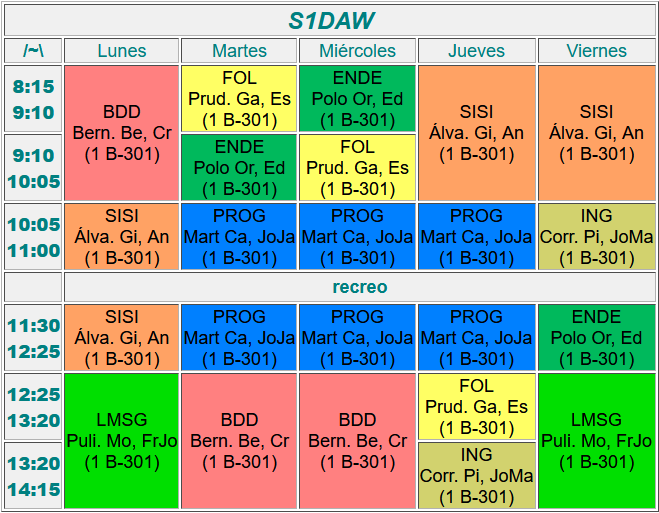 S1DAW
/~\ Lunes Martes Miércoles Jueves Viernes
8:15
9:10
BDD
Bern. Be, Cr
(1 B-301)
FOL
Prud. Ga, Es
(1 B-301)
ENDE
Polo Or, Ed
(1 B-301)
SISI
Álva. Gi, An
(1 B-301)
SISI
Álva. Gi, An
(1 B-301)
9:10
10:05
ENDE
Polo Or, Ed
(1 B-301)
FOL
Prud. Ga, Es
(1 B-301)
10:05
11:00
SISI
Álva. Gi, An
(1 B-301)
PROG
Mart Ca, JoJa
(1 B-301)
PROG
Mart Ca, JoJa
(1 B-301)
PROG
Mart Ca, JoJa
(1 B-301)
ING
Corr. Pi, JoMa
(1 B-301)
recreo
11:30
12:25
SISI
Álva. Gi, An
(1 B-301)
PROG
Mart Ca, JoJa
(1 B-301)
PROG
Mart Ca, JoJa
(1 B-301)
PROG
Mart Ca, JoJa
(1 B-301)
ENDE
Polo Or, Ed
(1 B-301)
12:25
13:20
LMSG
Puli. Mo, FrJo
(1 B-301)
BDD
Bern. Be, Cr
(1 B-301)
BDD
Bern. Be, Cr
(1 B-301)
FOL
Prud. Ga, Es
(1 B-301)
LMSG
Puli. Mo, FrJo
(1 B-301)
13:20
14:15
ING
Corr. Pi, JoMa
(1 B-301)